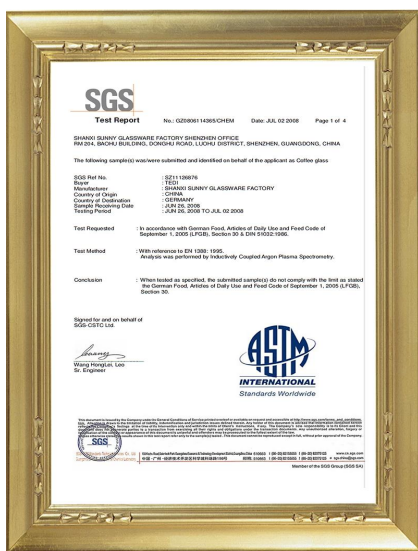 SGS
Test Report No.: GZ0806114365/CHEM Date: JUL 02 2008 Page 1 of 4
SHANXI SUNNY GLASSWARE FACTORY SHENZHEN OFFICE
RM 204, BAOHU BUILDING, DONGHU ROAD, LUOHU DISTRICT, SHENZHEN, GUANGDONG, CHINA
The following sample(s) was/were submitted and identified on behalf of the applicant as Coffee glass
SGS Ref No. : SZ11126876
Buyer : TEDI
Manufacturer : SHANXI SUNNY GLASSWARE FACTORY
Country of Origin : CHINA
Country of Destination : GERMANY
Sample Receiving Date : JUN 26, 2008
Testing Period : JUN 26, 2008 TO JUL 02 2008
Test Requested : In accordance with German Food, Articles of Daily Use and Feed Code of
September 1, 2005 (LFGB), Section 30 & DIN 51032:1986.
Test Method : With reference to EN 1388: 1995.
Analysis was performed by Inductively Coupled Argon Plasma Spectrometry.
Conclusion : When tested as specified, the submitted sample(s) do not comply with the limit as stated
the German Food, Articles of Daily Use and Feed Code of September 1, 2005 (LFGB),
Section 30.
Signed for and on behalf of
SGS-CSTC Ltd.
Wang HongLei, Leo
Sr. Engineer
ASTM
INTERNATIONAL
Standards Worldwide
SGS
Member of the SGS Group (SGS SA)